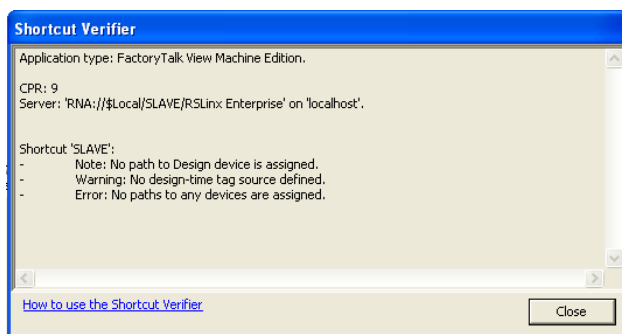 Shortcut Verifier
Application type: FactoryTalk View Machine Edition.
CPR: 9
Server: 'RNA://$Local/SLAVE/RSLinx Enterprise' on 'localhost'.
Shortcut 'SLAVE':
- Note: No path to Design device is assigned.
- Warning: No design-time tag source defined.
- Error: No paths to any devices are assigned.
How to use the Shortcut Verifier
Close